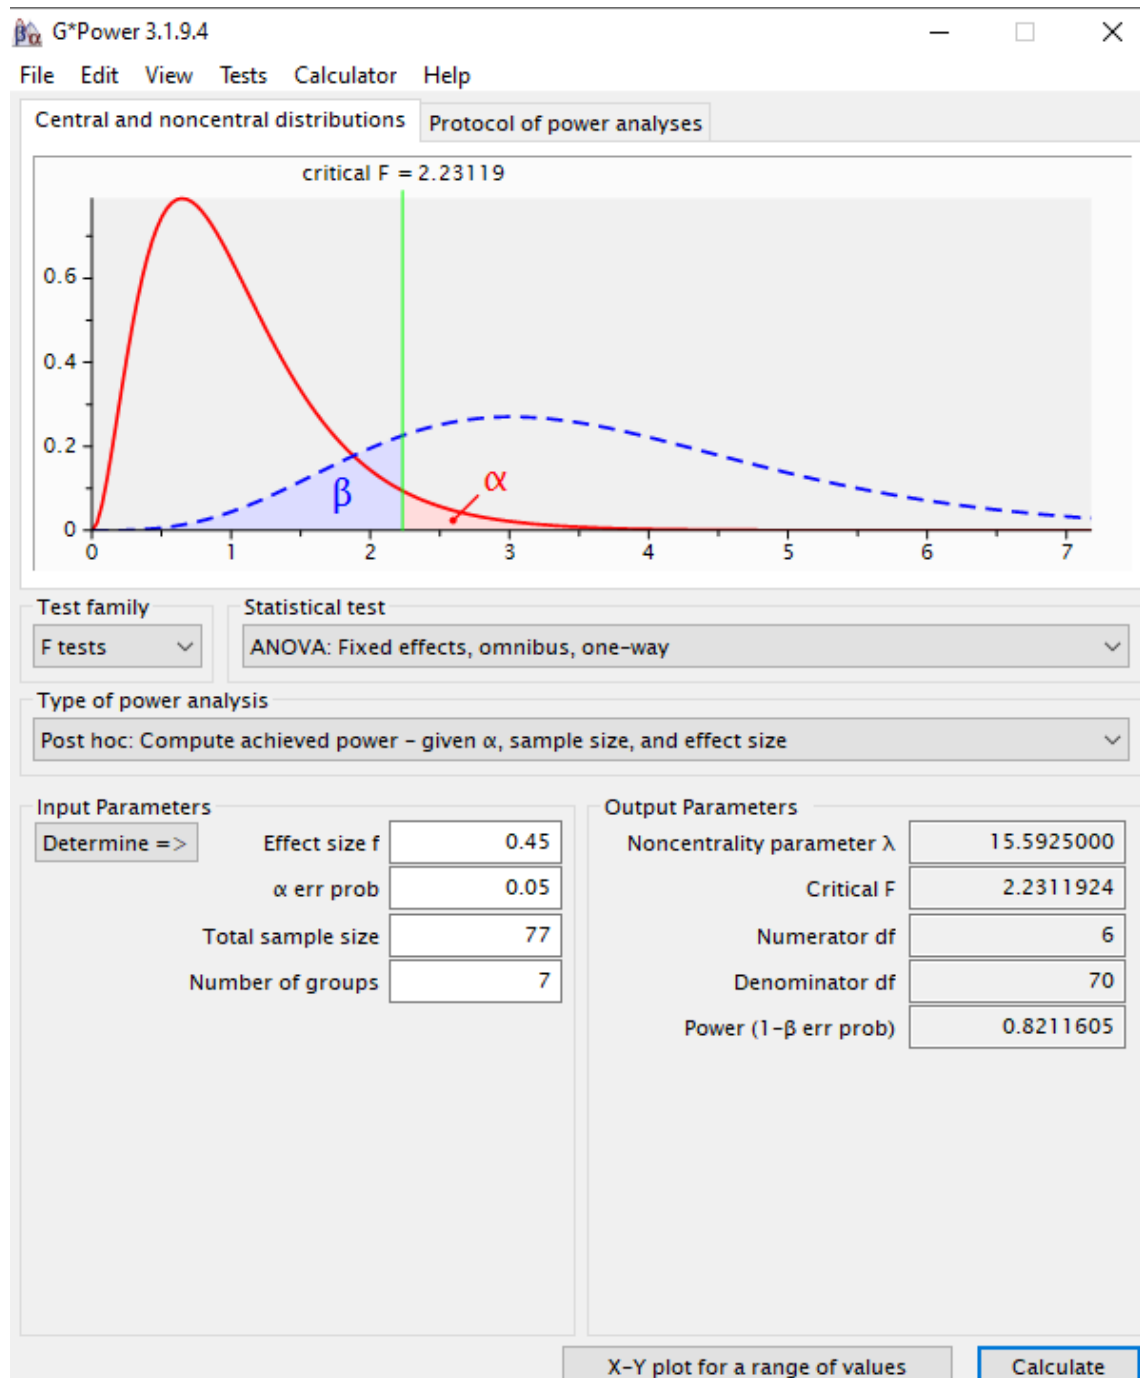 G*Power 3.1.9.4
File Edit View Tests Calculator Help
Central and noncentral distributions Protocol of power analyses
critical F = 2.23119
0.6
0.4
0.2
0
β
α
0 1 2 3 4 5 6 7
Test family Statistical test
F tests ANOVA: Fixed effects, omnibus, one-way
Type of power analysis
Post hoc: Compute achieved power – given α, sample size, and effect size
Input Parameters
Determine => Effect size f 0.45
α err prob 0.05
Total sample size 77
Number of groups 7
Output Parameters
Noncentrality parameter λ 15.5925000
Critical F 2.2311924
Numerator df 6
Denominator df 70
Power (1-β err prob) 0.8211605
X-Y plot for a range of values Calculate